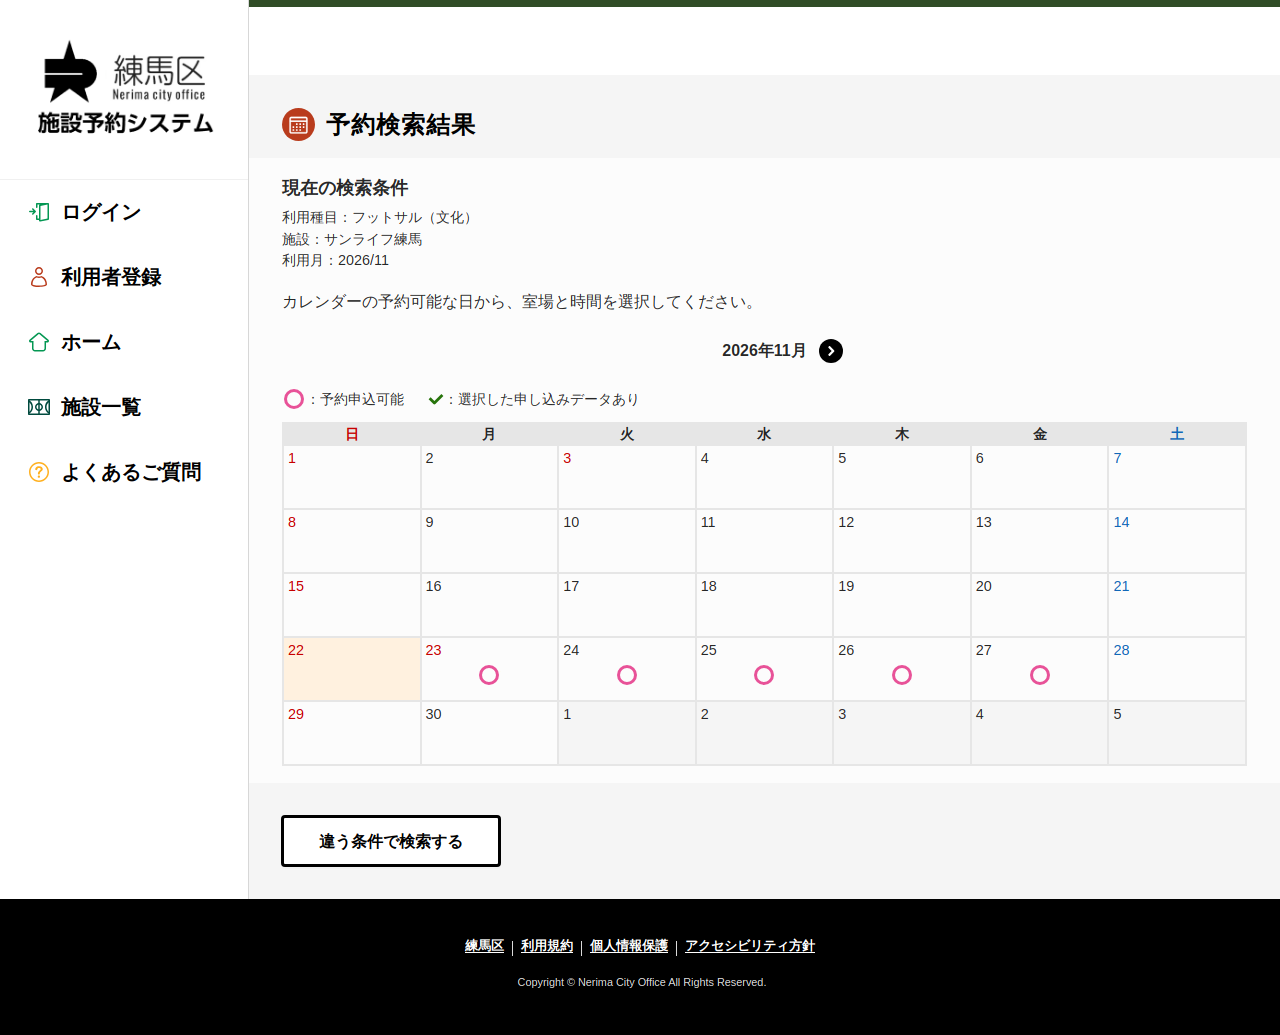 練馬区
Nerima city office
施設予約システム
ログイン
利用者登録
ホーム
施設一覧
よくあるご質問
予約検索結果
現在の検索条件
利用種目：フットサル（文化）
施設：サンライフ練馬
利用月：2026/11
カレンダーの予約可能な日から、室場と時間を選択してください。
2026年11月
：予約申込可能 ：選択した申し込みデータあり
日 月 火 水 木 金 土
1 2 3 4 5 6 7
8 9 10 11 12 13 14
15 16 17 18 19 20 21
22 23 24 25 26 27 28
29 30 1 2 3 4 5
違う条件で検索する
練馬区 | 利用規約 | 個人情報保護 | アクセシビリティ方針
Copyright © Nerima City Office All Rights Reserved.